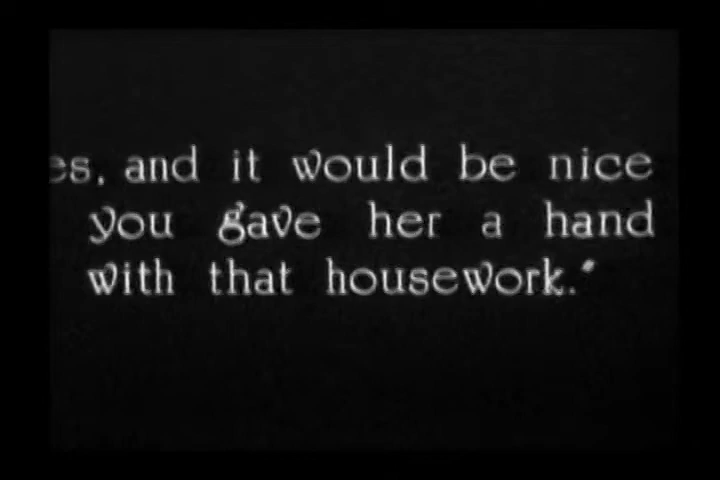 es, and it would be nice
you gave her a hand
with that housework."